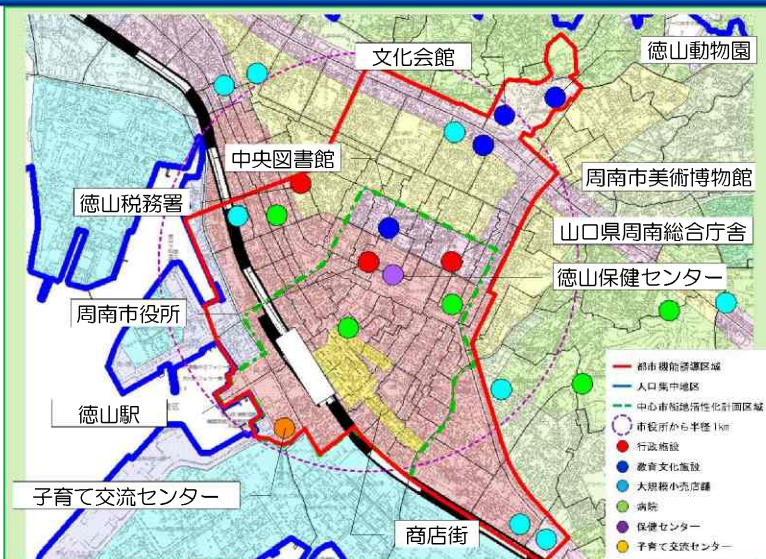 文化会館
徳山動物園
中央図書館
周南市美術博物館
徳山税務署
山口県周南総合庁舎
徳山保健センター
周南市役所
徳山駅
子育て交流センター
商店街
都市機能誘導区域
人口集中地区
中心市街地活性化計画区域
市役所から半径1km
行政施設
教育文化施設
大規模小売店舗
病院
保健センター
子育て交流センター